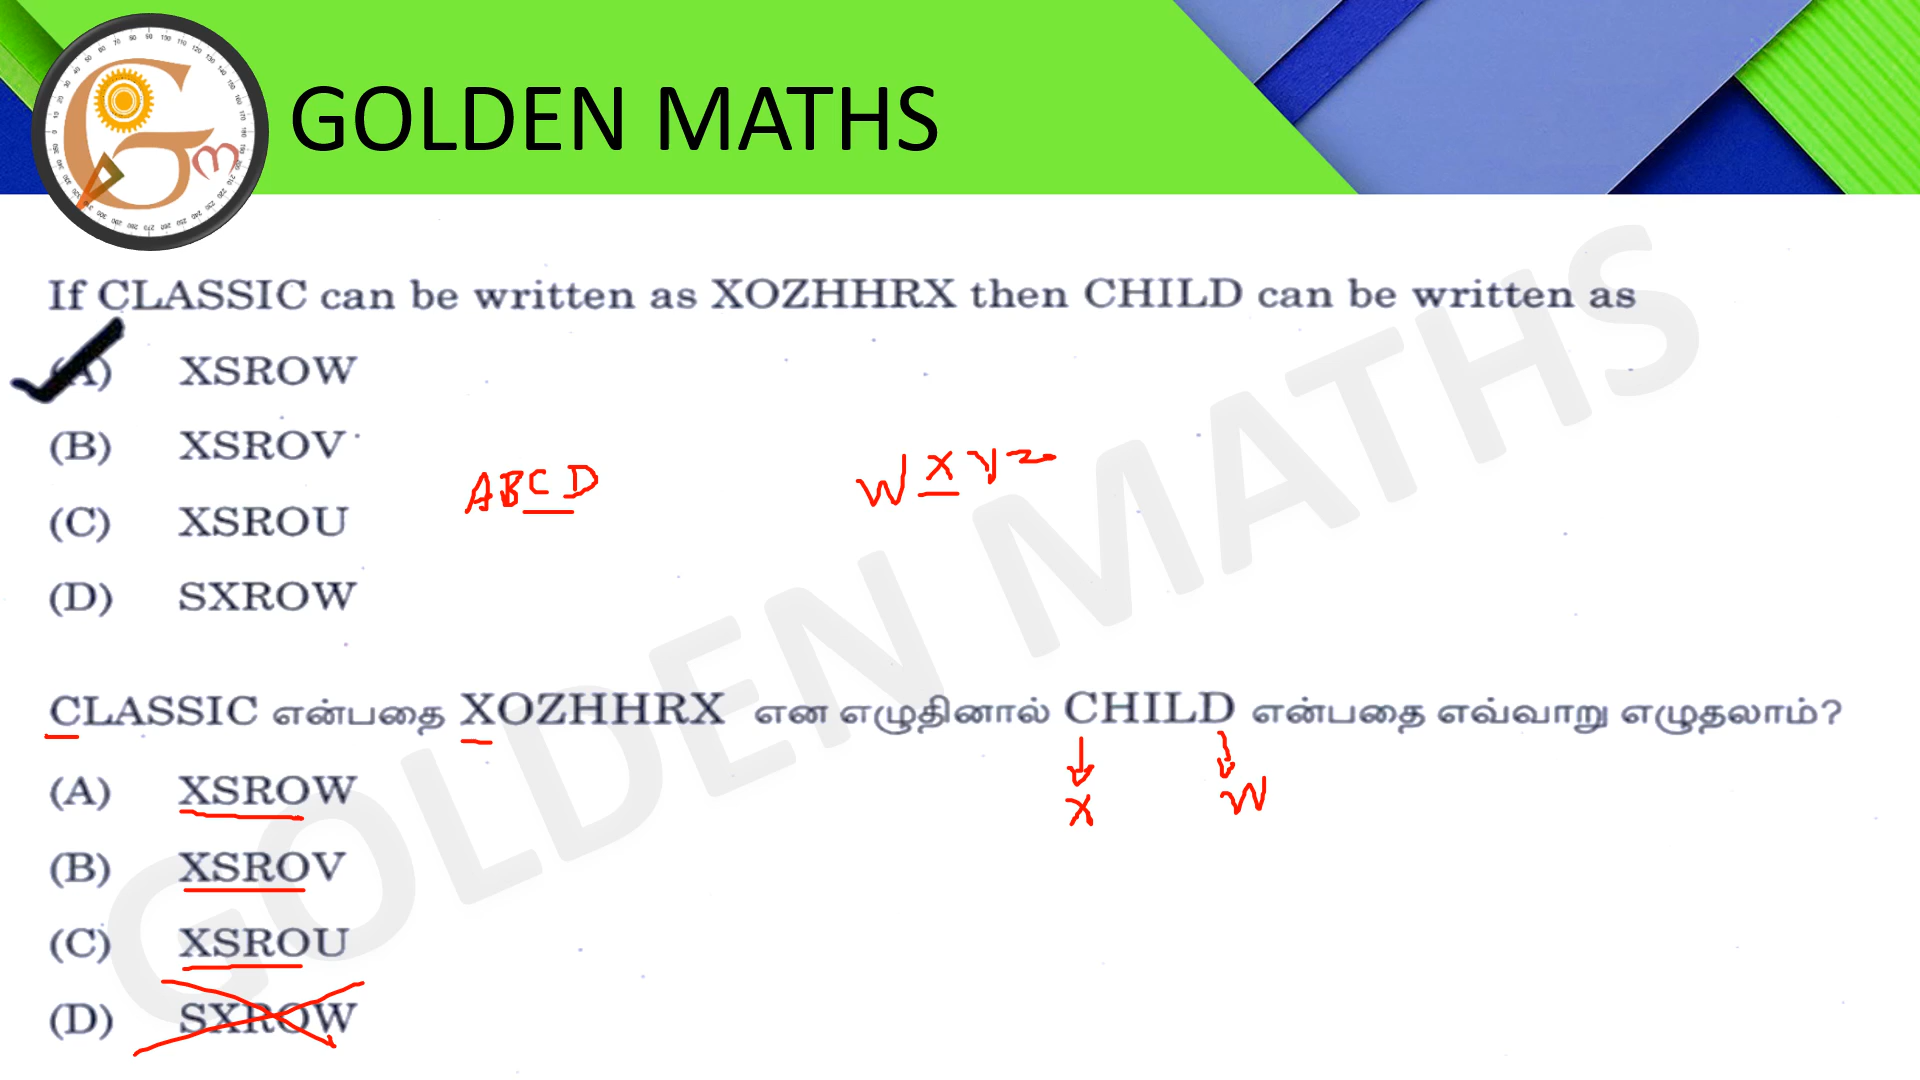 GOLDEN MATHS
If CLASSIC can be written as XOZHHRX then CHILD can be written as
(A) XSROW
(B) XSROV
(C) XSROU
(D) SXROW
ABCD
WXYZ
CLASSIC என்பதை XOZHHRX என எழுதினால் CHILD என்பதை எவ்வாறு எழுதலாம்?
X
W
(A) XSROW
(B) XSROV
(C) XSROU
(D) SXROW
GOLDEN MATHS